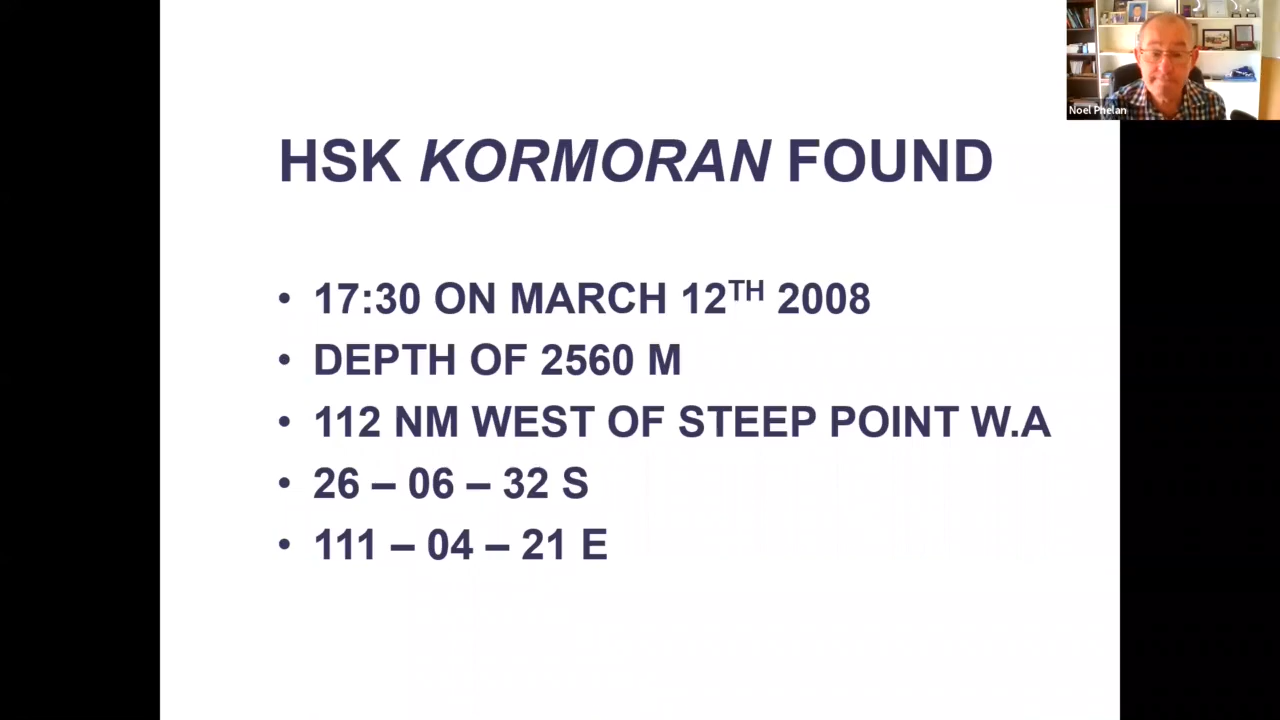 Noel Phelan
HSK KORMORAN FOUND
• 17:30 ON MARCH 12TH 2008
• DEPTH OF 2560 M
• 112 NM WEST OF STEEP POINT W.A
• 26 – 06 – 32 S
• 111 – 04 – 21 E